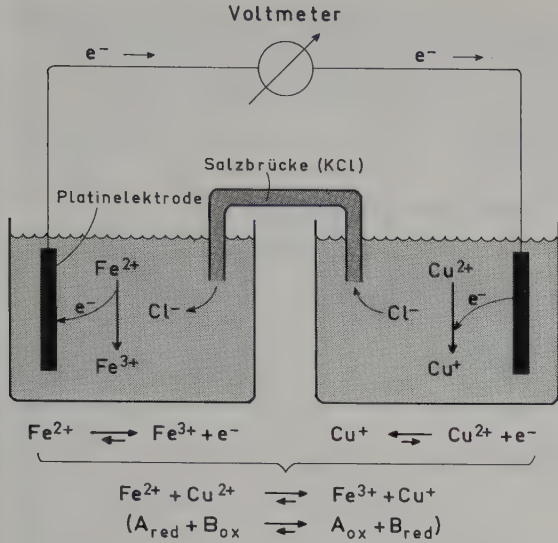 Voltmeter
e⁻ → e⁻ →
Salzbrücke (KCl)
Platinelektrode
Fe²⁺ Cu²⁺
e⁻ Cl⁻ Cl⁻ e⁻
Fe³⁺ Cu⁺
Fe²⁺ ⇌ Fe³⁺ + e⁻ Cu⁺ ⇌ Cu²⁺ + e⁻
Fe²⁺ + Cu²⁺ ⇌ Fe³⁺ + Cu⁺
(A_red + B_ox ⇌ A_ox + B_red)